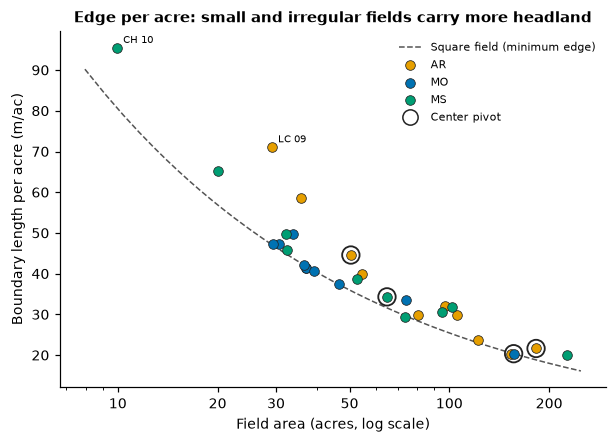 Edge per acre: small and irregular fields carry more headland
CH 10
LC 09
Square field (minimum edge)
AR
MO
MS
Center pivot
Boundary length per acre (m/ac)
90
80
70
60
50
40
30
20
10
20
30
50
100
200
Field area (acres, log scale)